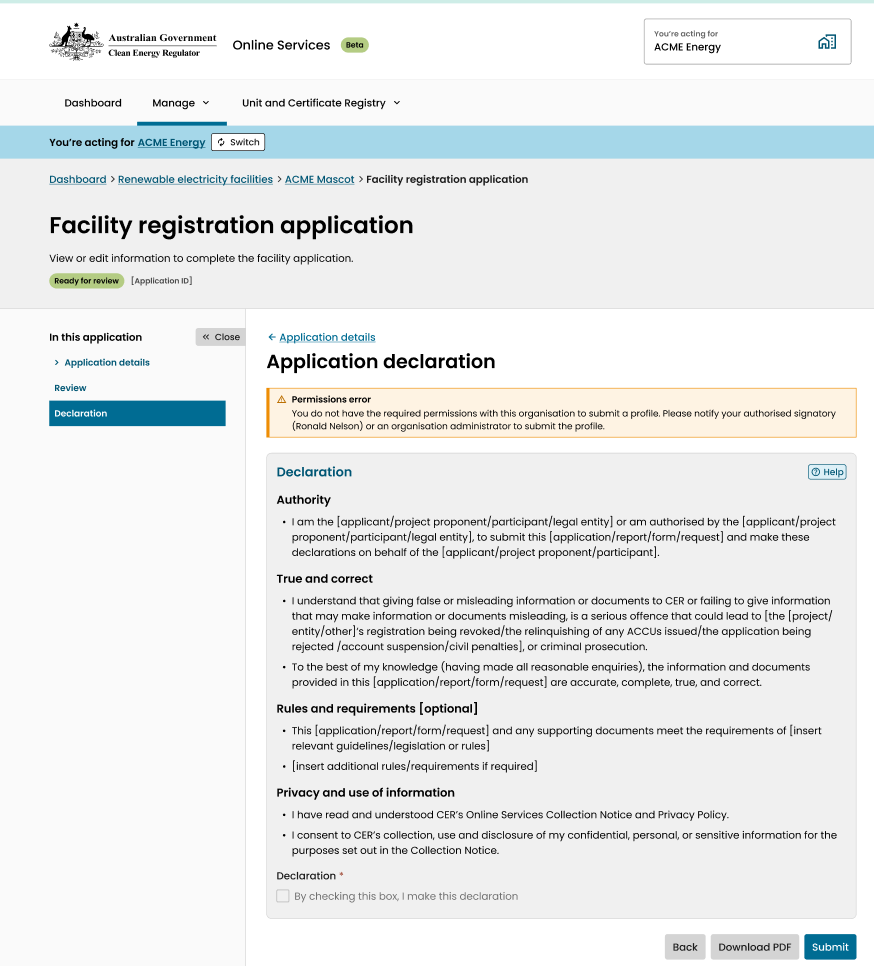 Australian Government
Clean Energy Regulator
Online Services
Beta
You're acting for
ACME Energy
Dashboard
Manage
Unit and Certificate Registry
You're acting for ACME Energy
Switch
Dashboard > Renewable electricity facilities > ACME Mascot > Facility registration application
Facility registration application
View or edit information to complete the facility application.
Ready for review
[Application ID]
In this application
« Close
> Application details
Review
Declaration
← Application details
Application declaration
Permissions error
You do not have the required permissions with this organisation to submit a profile. Please notify your authorised signatory
(Ronald Nelson) or an organisation administrator to submit the profile.
Declaration
Help
Authority
• I am the [applicant/project proponent/participant/legal entity] or am authorised by the [applicant/project
proponent/participant/legal entity], to submit this [application/report/form/request] and make these
declarations on behalf of the [applicant/project proponent/participant].
True and correct
• I understand that giving false or misleading information or documents to CER or failing to give information
that may make information or documents misleading, is a serious offence that could lead to [the [project/
entity/other]'s registration being revoked/the relinquishing of any ACCUs issued/the application being
rejected /account suspension/civil penalties], or criminal prosecution.
• To the best of my knowledge (having made all reasonable enquiries), the information and documents
provided in this [application/report/form/request] are accurate, complete, true, and correct.
Rules and requirements [optional]
• This [application/report/form/request] and any supporting documents meet the requirements of [insert
relevant guidelines/legislation or rules]
• [insert additional rules/requirements if required]
Privacy and use of information
• I have read and understood CER's Online Services Collection Notice and Privacy Policy.
• I consent to CER's collection, use and disclosure of my confidential, personal, or sensitive information for the
purposes set out in the Collection Notice.
Declaration *
By checking this box, I make this declaration
Back
Download PDF
Submit